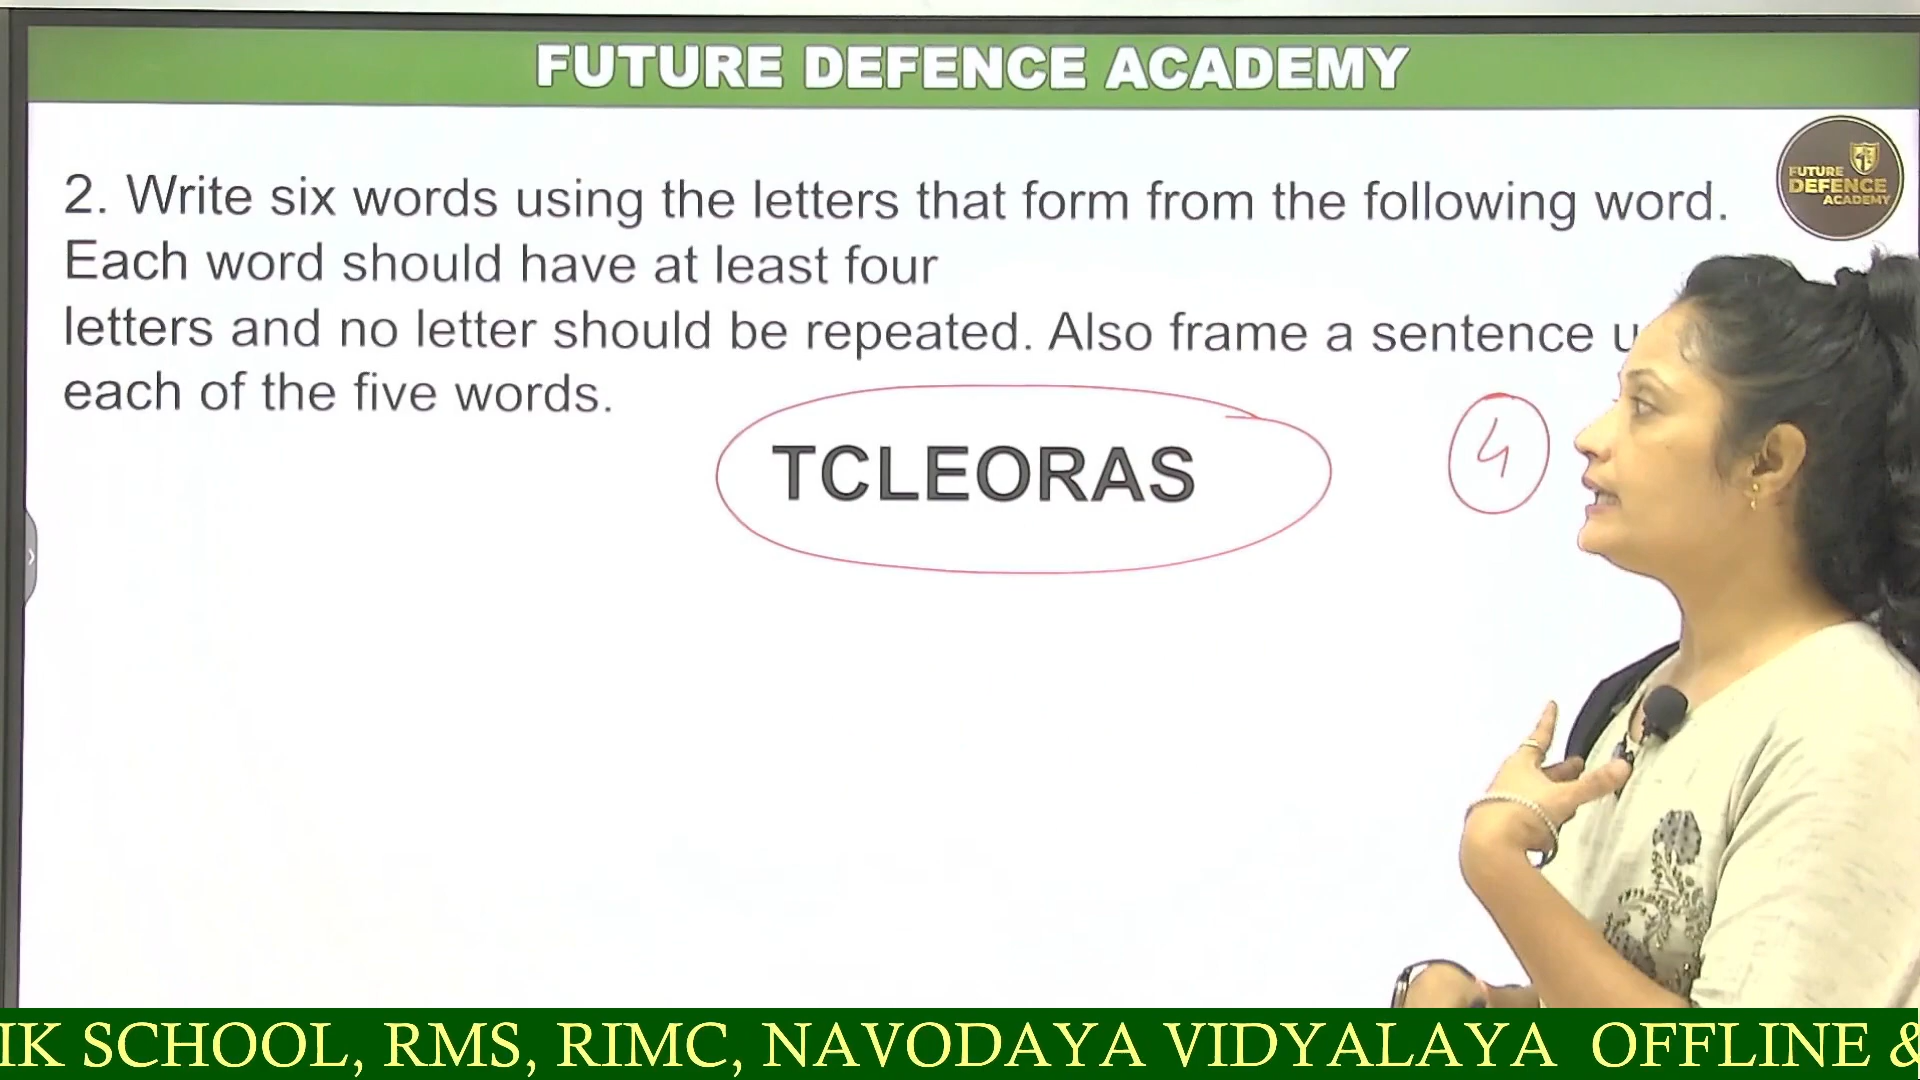 FUTURE DEFENCE ACADEMY
FUTURE
DEFENCE
ACADEMY
2. Write six words using the letters that form from the following word.
Each word should have at least four
letters and no letter should be repeated. Also frame a sentence
each of the five words.
TCLEORAS
4
IK SCHOOL, RMS, RIMC, NAVODAYA VIDYALAYA OFFLINE &